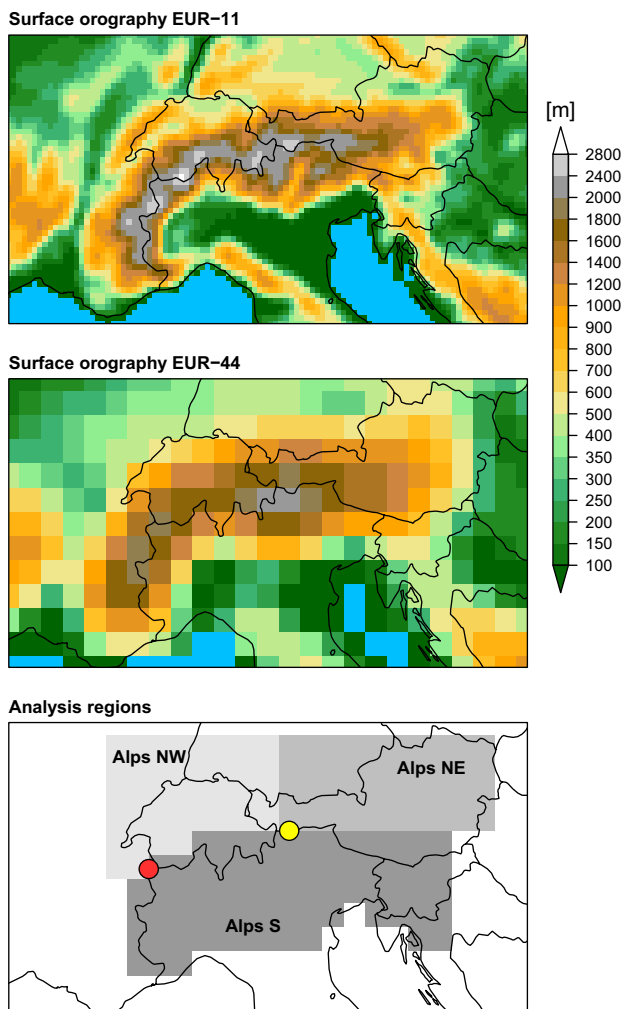 Surface orography EUR−11
[m]
2800
2400
2000
1800
1600
1400
1200
1000
900
800
700
600
500
400
350
300
250
200
150
100
Surface orography EUR−44
Analysis regions
Alps NW
Alps NE
Alps S